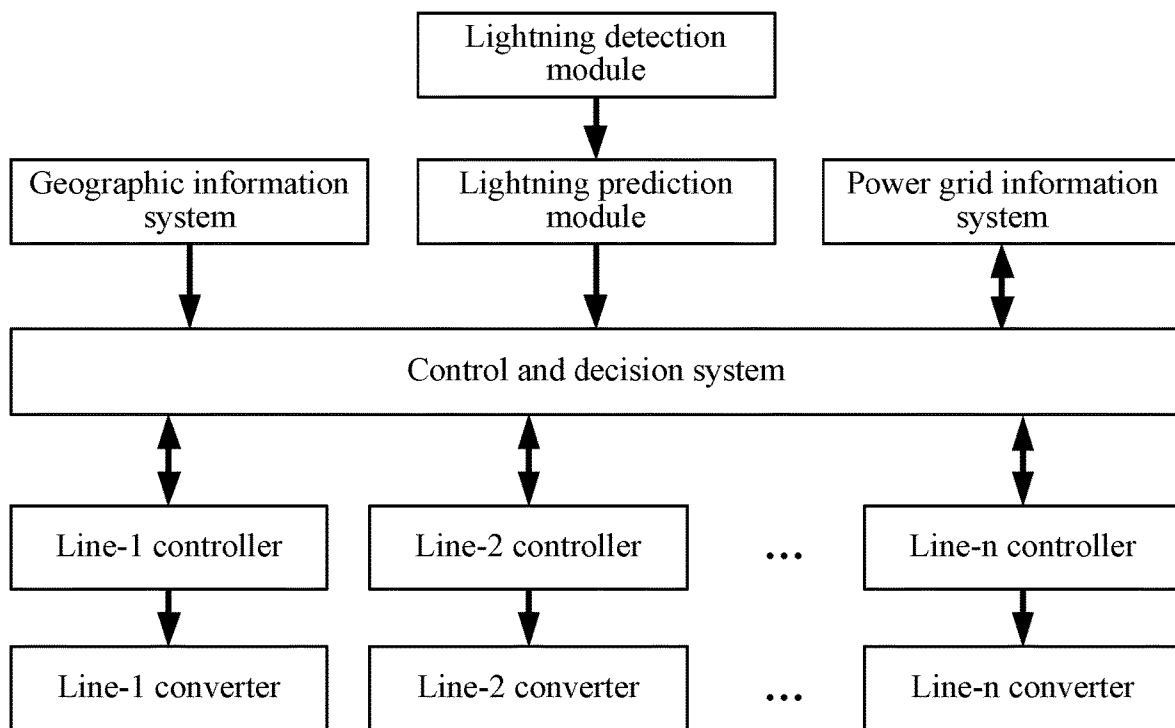 Lightning detection
module
Geographic information
system
Lightning prediction
module
Power grid information
system
Control and decision system
Line-1 controller
Line-2 controller
...
Line-n controller
Line-1 converter
Line-2 converter
...
Line-n converter